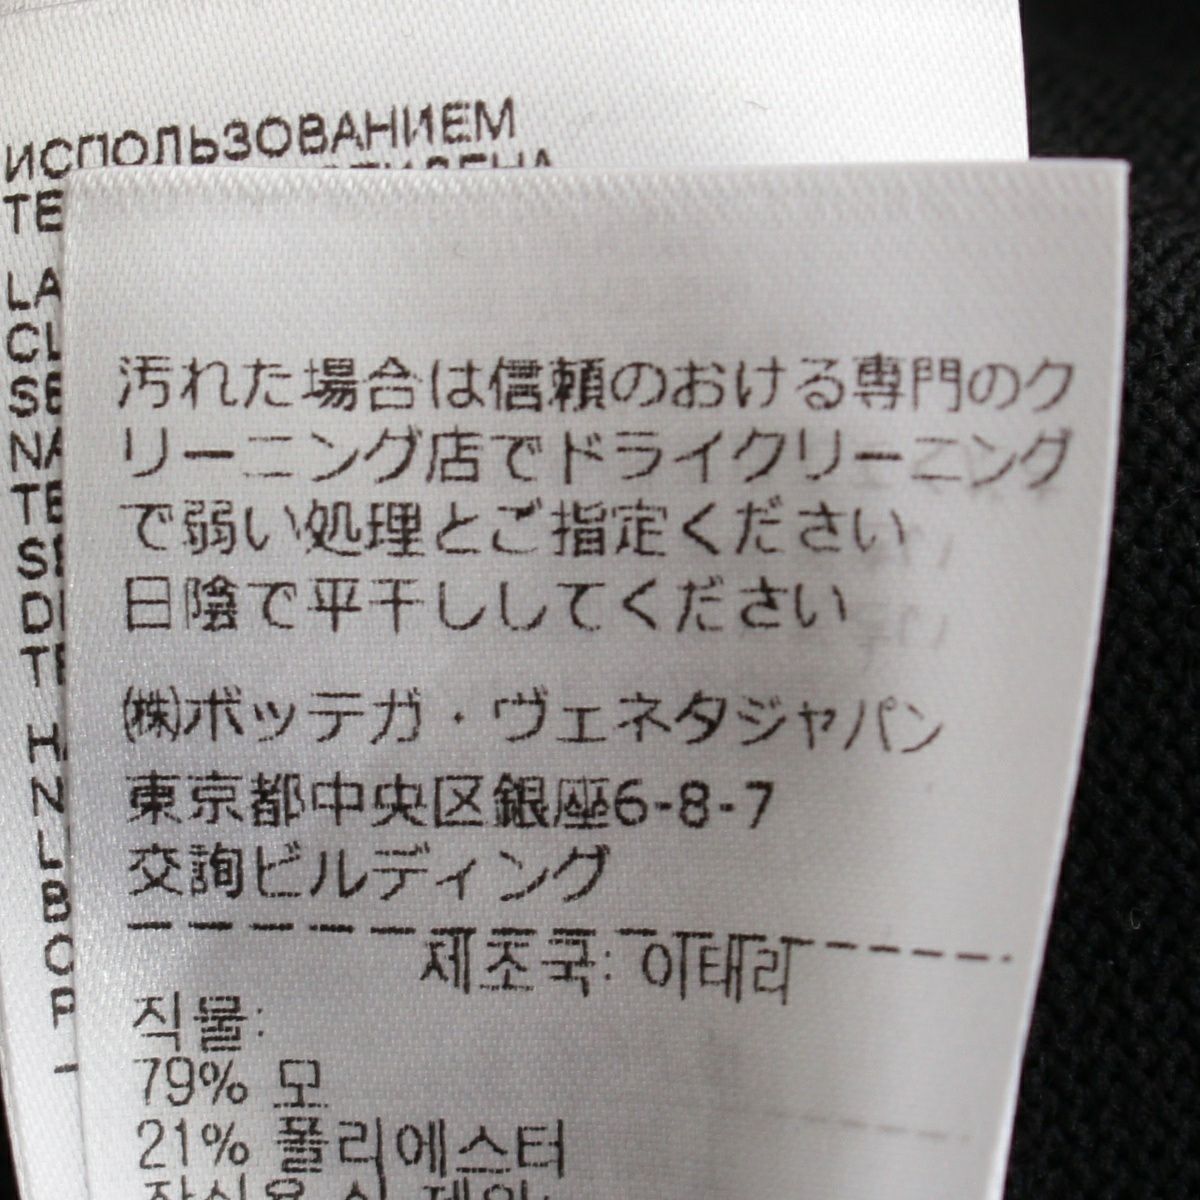 ИСПОЛЬЗОВАНИЕМ
汚れた場合は信頼のおける専門のク
リーニング店でドライクリーニング
で弱い処理とご指定ください
日陰で平干ししてください
㈱ボッテガ・ヴェネタジャパン
東京都中央区銀座6-8-7
交詢ビルディング
제조국: 이태리
직물:
79% 모
21% 폴리에스터